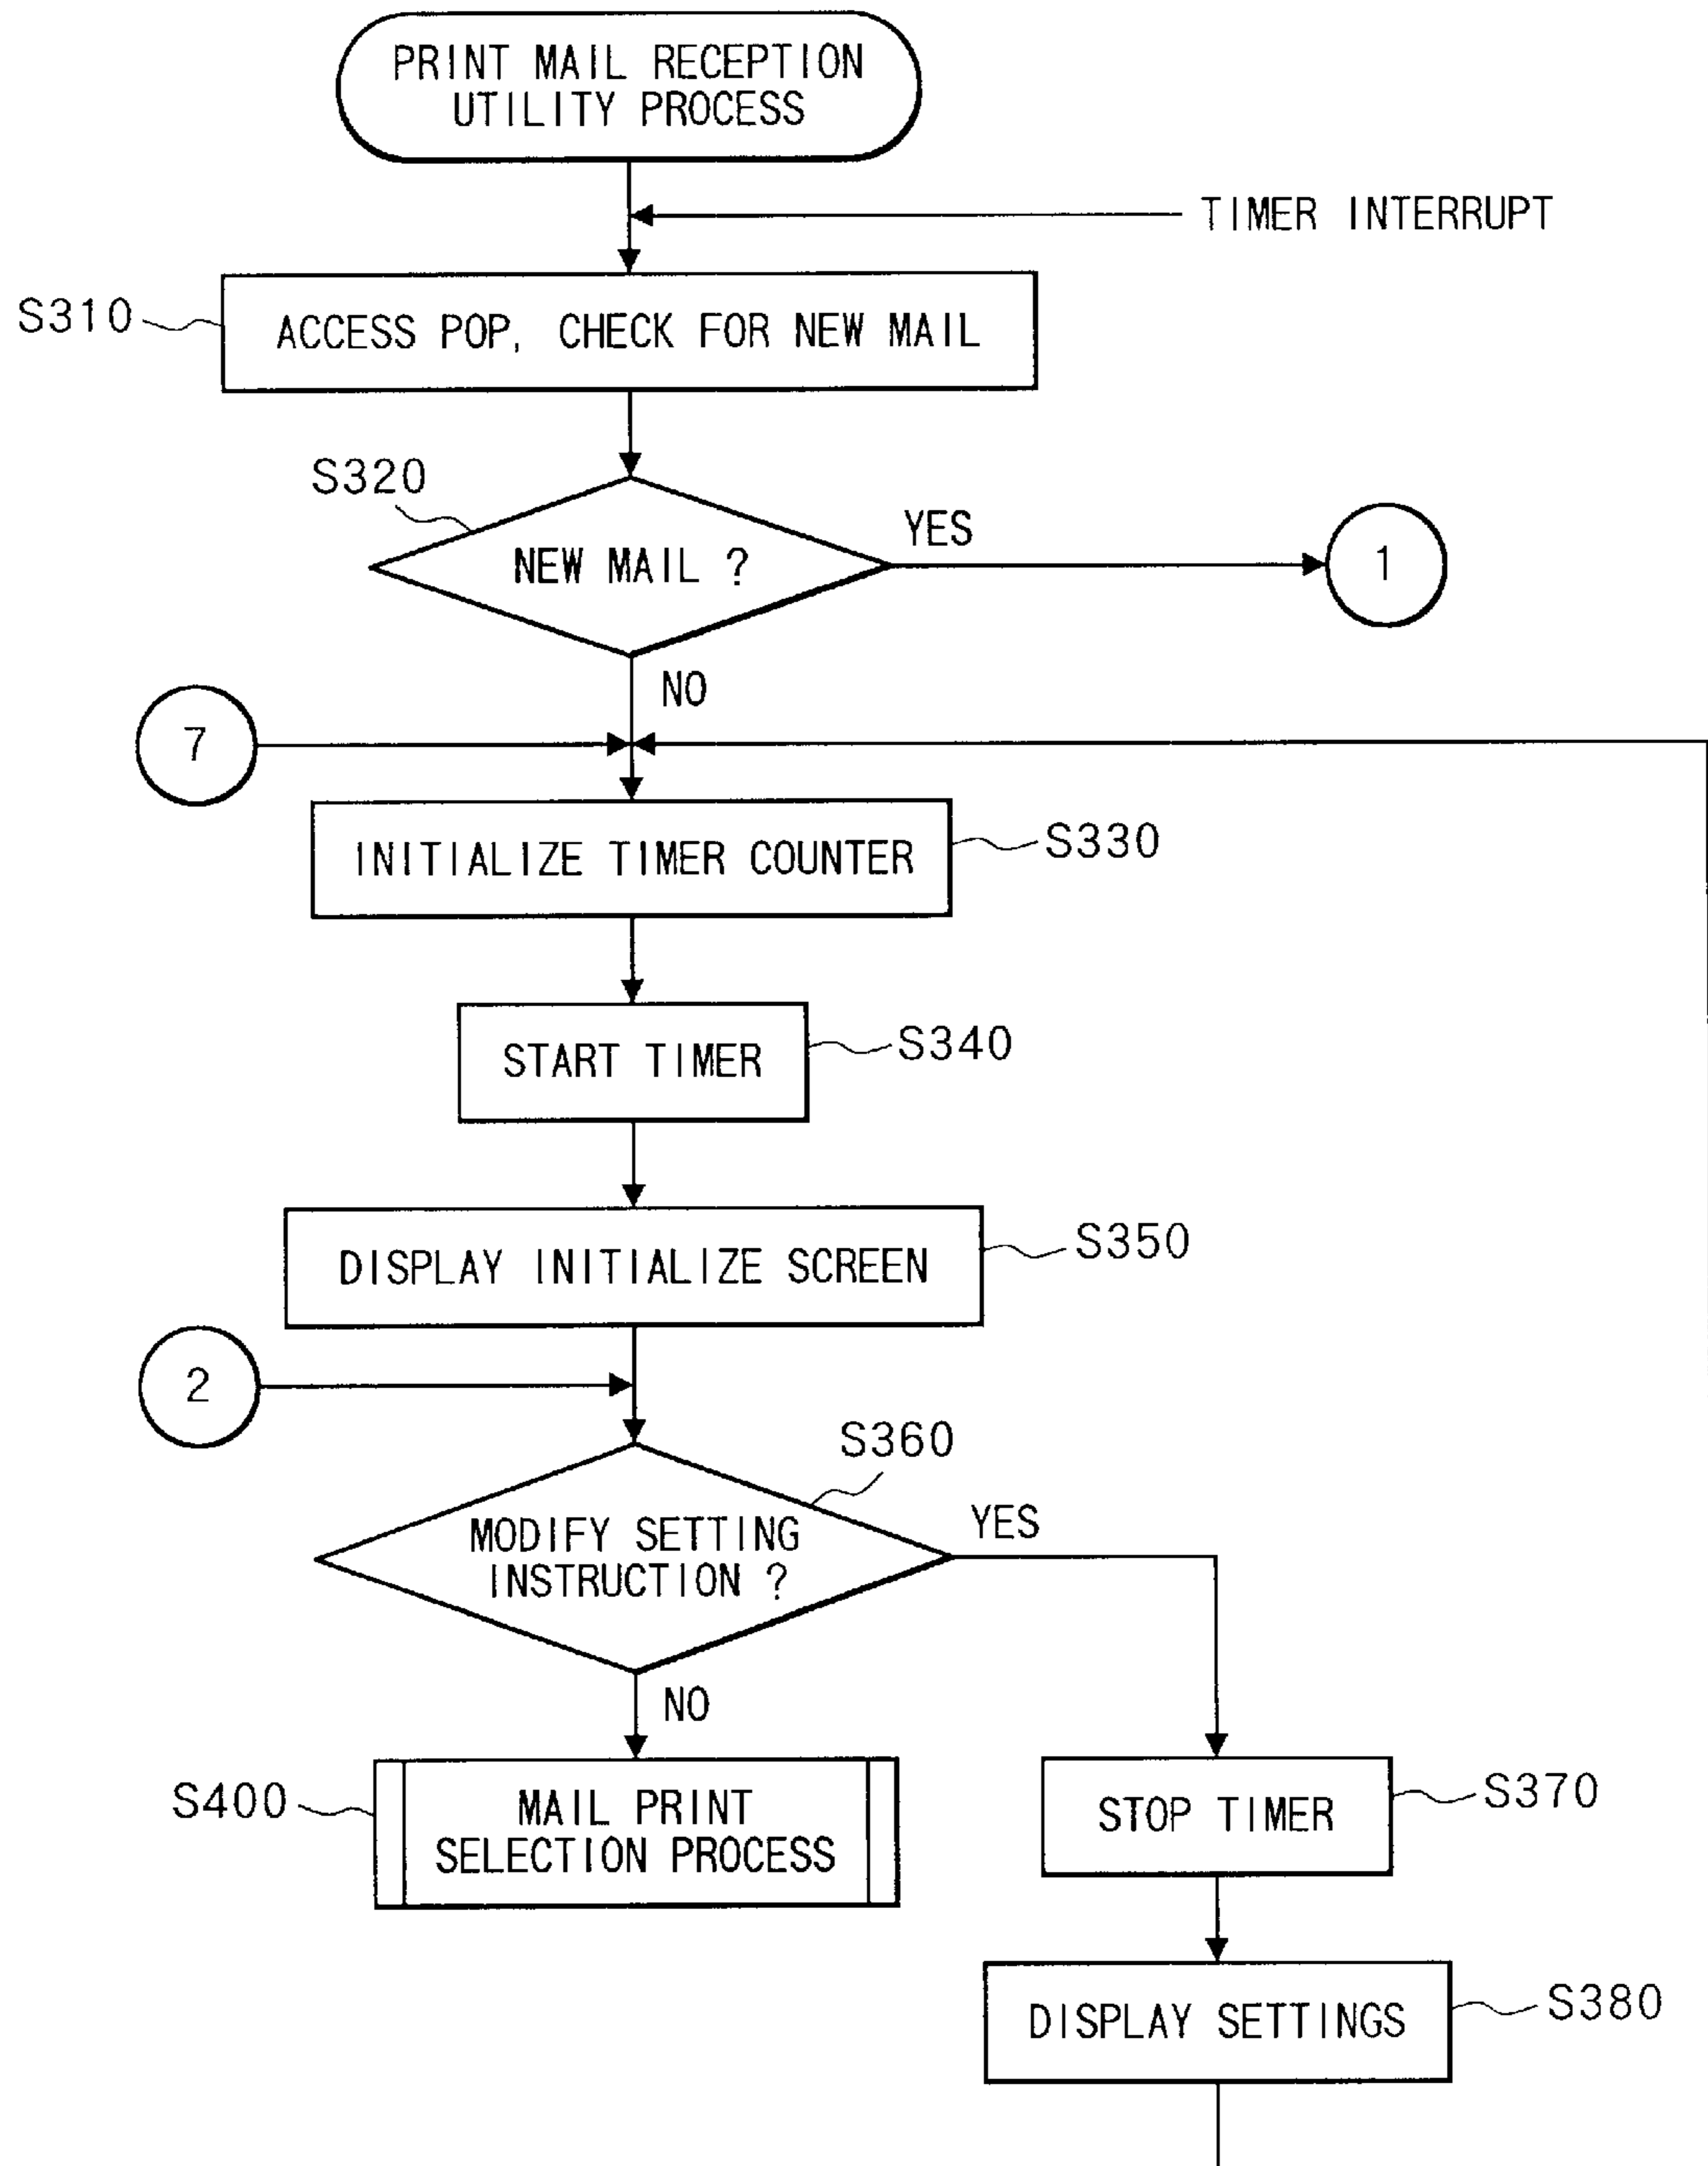 PRINT MAIL RECEPTION
UTILITY PROCESS
TIMER INTERRUPT
S310
ACCESS POP, CHECK FOR NEW MAIL
S320
NEW MAIL ?
YES
1
NO
7
INITIALIZE TIMER COUNTER
S330
START TIMER
S340
DISPLAY INITIALIZE SCREEN
S350
2
S360
MODIFY SETTING
INSTRUCTION ?
YES
NO
S400
MAIL PRINT
SELECTION PROCESS
STOP TIMER
S370
DISPLAY SETTINGS
S380